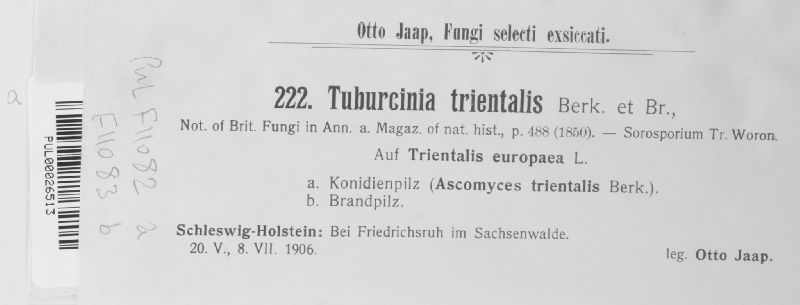 Otto Jaap, Fungi selecti exsiccati.
222. Tuburcinia trientalis Berk. et Br.,
Not. of Brit. Fungi in Ann. a. Magaz. of nat. hist., p. 488 (1850). — Sorosporium Tr. Woron.
Auf Trientalis europaea L.
a. Konidienpilz (Ascomyces trientalis Berk.).
b. Brandpilz.
Schleswig-Holstein: Bei Friedrichsruh im Sachsenwalde.
20. V., 8. VII. 1906.
leg. Otto Jaap.
a
PUL00026513
PUL F11082 a
F11083 b